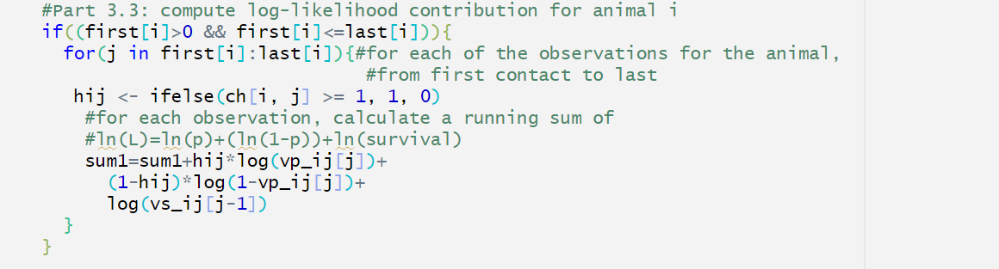 #Part 3.3: compute log-likelihood contribution for animal i
if((first[i]>0 && first[i]<=last[i])){
for(j in first[i]:last[i]){#for each of the observations for the animal,
#from first contact to last
hij <- ifelse(ch[i, j] >= 1, 1, 0)
#for each observation, calculate a running sum of
#ln(L)=ln(p)+(ln(1-p))+ln(survival)
sum1=sum1+hij*log(vp_ij[j])+
(1-hij)*log(1-vp_ij[j])+
log(vs_ij[j-1])
}
}